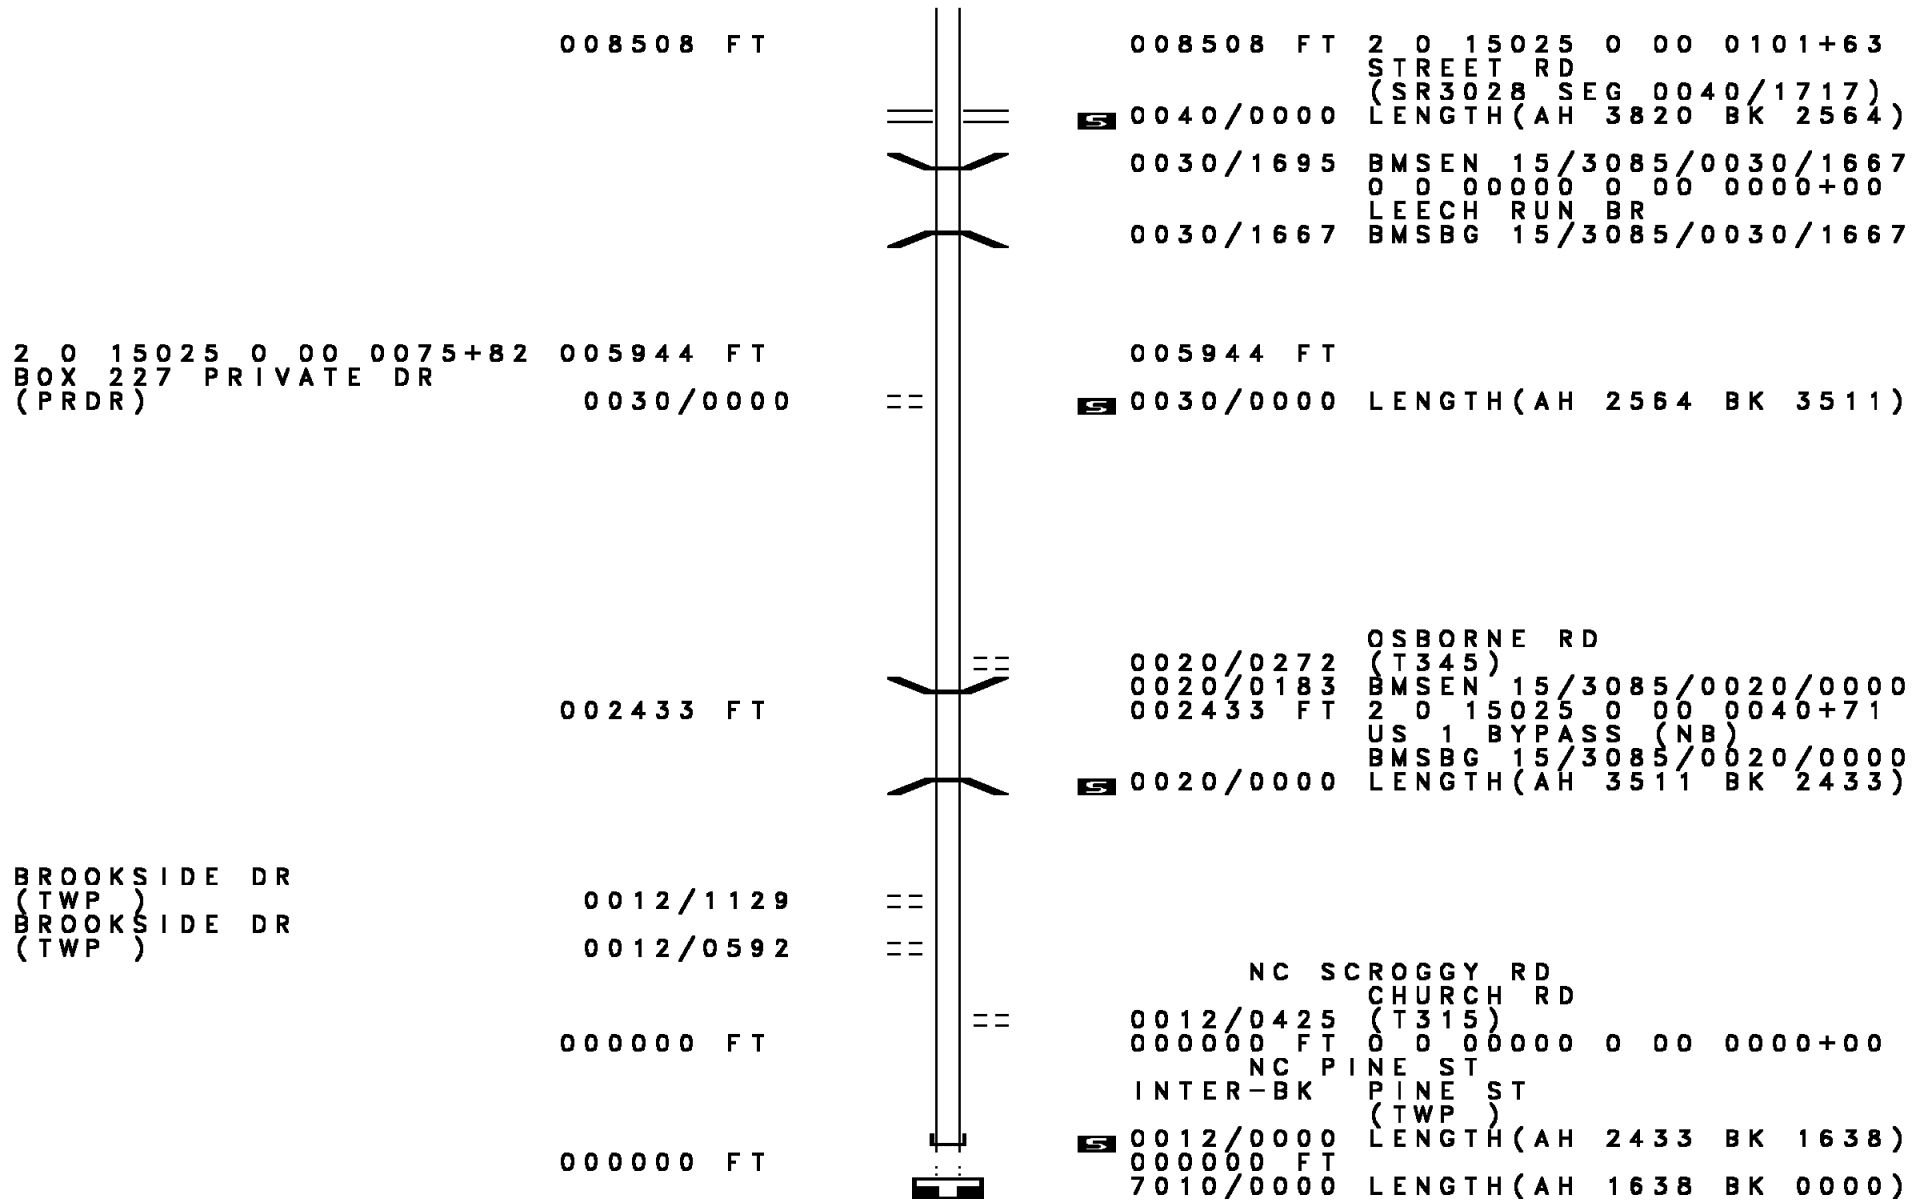 008508 FT 008508 FT 2 0 15025 0 00 0101+63
STREET RD
(SR3028 SEG 0040/1717)
S 0040/0000 LENGTH(AH 3820 BK 2564)
0030/1695 BMSEN 15/3085/0030/1667
0 0 00000 0 00 0000+00
LEECH RUN BR
0030/1667 BMSBG 15/3085/0030/1667
2 0 15025 0 00 0075+82 005944 FT 005944 FT
BOX 227 PRIVATE DR
(PRDR) 0030/0000 S 0030/0000 LENGTH(AH 2564 BK 3511)
OSBORNE RD
0020/0272 (T345)
0020/0183 BMSEN 15/3085/0020/0000
002433 FT 002433 FT 2 0 15025 0 00 0040+71
US 1 BYPASS (NB)
BMSBG 15/3085/0020/0000
S 0020/0000 LENGTH(AH 3511 BK 2433)
BROOKSIDE DR
(TWP ) 0012/1129
BROOKSIDE DR
(TWP ) 0012/0592
NC SCROGGY RD
CHURCH RD
0012/0425 (T315)
000000 FT 000000 FT 0 0 00000 0 00 0000+00
NC PINE ST
INTER-BK PINE ST
(TWP )
S 0012/0000 LENGTH(AH 2433 BK 1638)
000000 FT 000000 FT
7010/0000 LENGTH(AH 1638 BK 0000)